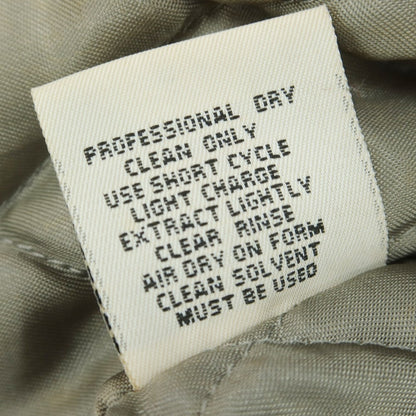 PROFESSIONAL DRY
CLEAN ONLY
USE SHORT CYCLE
LIGHT CHARGE
EXTRACT LIGHTLY
CLEAR RINSE
AIR DRY ON FORM
CLEAN SOLVENT
MUST BE USED